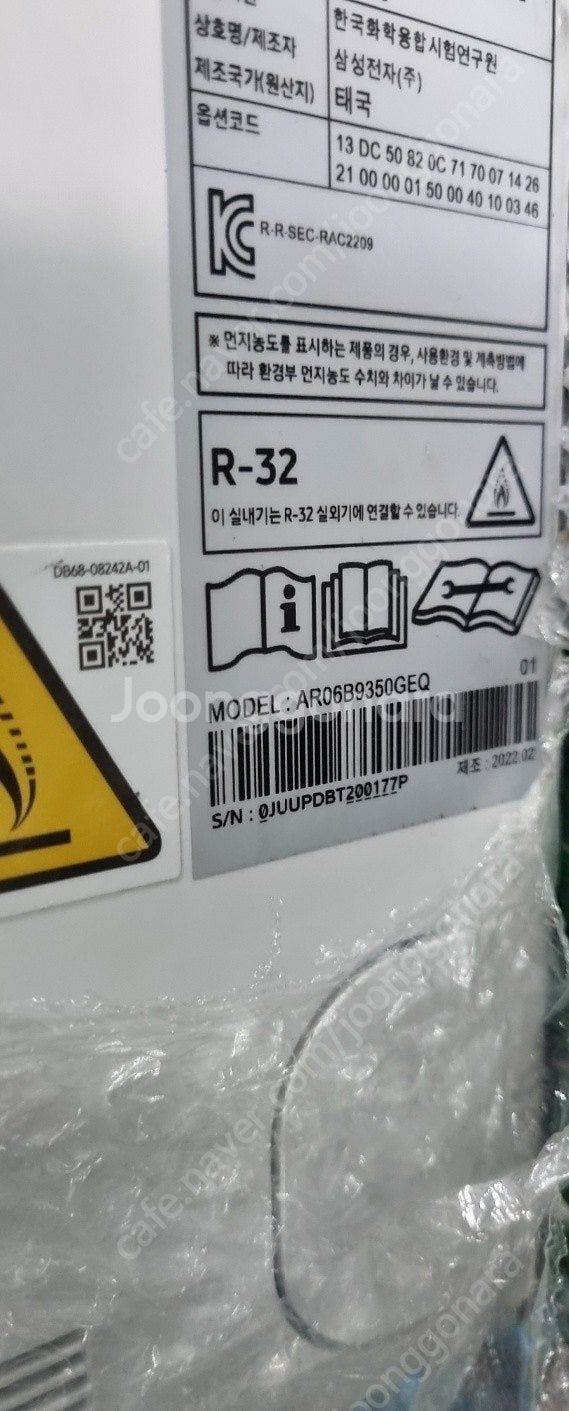 한국화학융합시험연구원
상호명/제조자 삼성전자(주)
제조국가(원산지) 태국
옵션코드 13 DC 50 82 0C 71 70 07 14 26
21 00 00 01 50 00 40 10 03 46
R-R-SEC-RAC2209
※ 먼지농도를 표시하는 제품의 경우, 사용환경 및 계측방법에
따라 환경부 먼지농도 수치와 차이가 날 수 있습니다.
R-32
이 실내기는 R-32 실외기에 연결할 수 있습니다.
DB68-08242A-01
MODEL : AR06B9350GEQ 01
제조 : 2022.02
S/N : 0JUUPDBT200177P
Joonggonara
cafe.naver.com/joonggonara